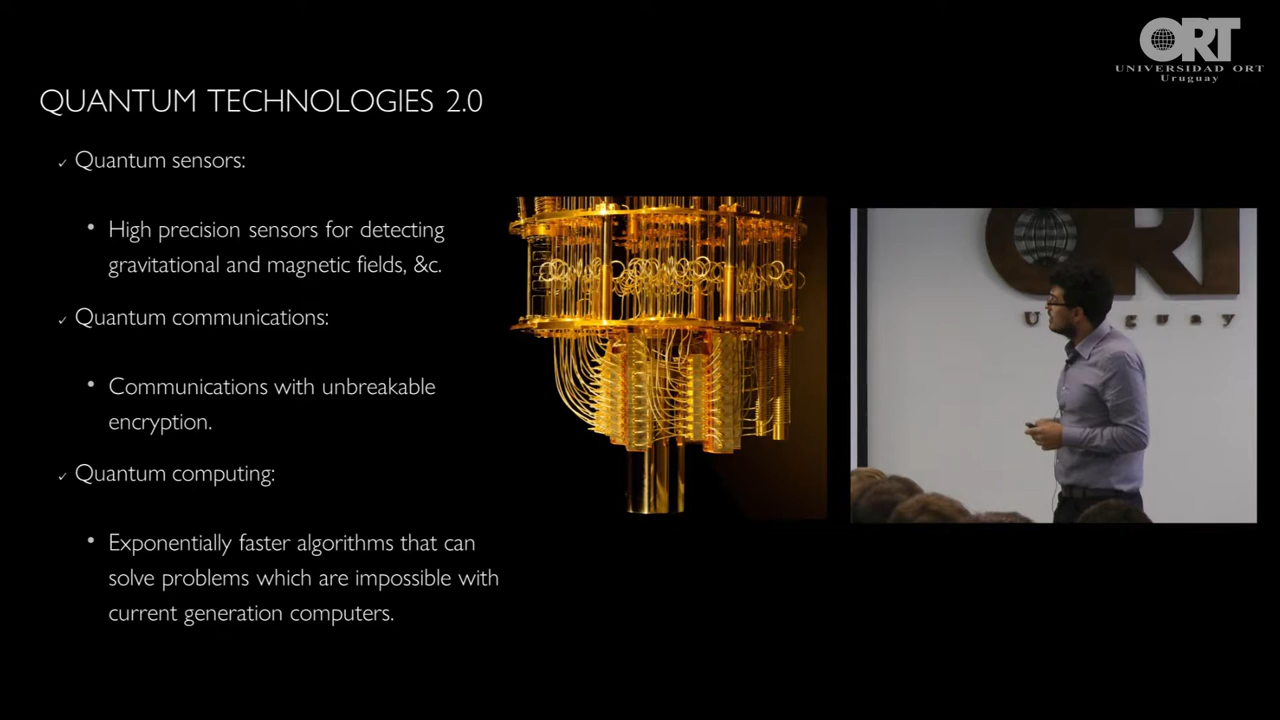 ORT
UNIVERSIDAD ORT
Uruguay
QUANTUM TECHNOLOGIES 2.0
✓ Quantum sensors:
• High precision sensors for detecting
gravitational and magnetic fields, &c.
✓ Quantum communications:
• Communications with unbreakable
encryption.
✓ Quantum computing:
• Exponentially faster algorithms that can
solve problems which are impossible with
current generation computers.
ORT